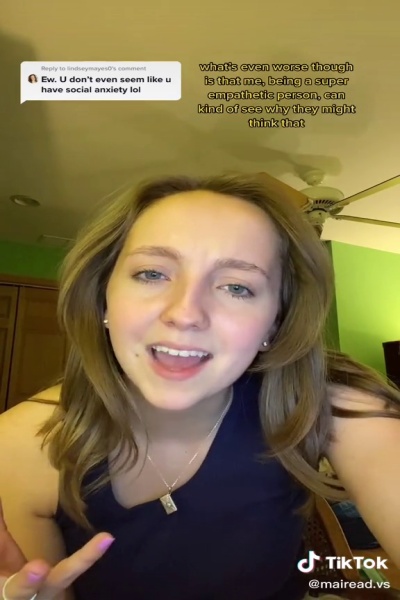 Reply to lindseymayes0's comment
Ew. U don't even seem like u
have social anxiety lol
what's even worse though
is that me, being a super
empathetic person, can
kind of see why they might
think that
TikTok
@mairead.vs